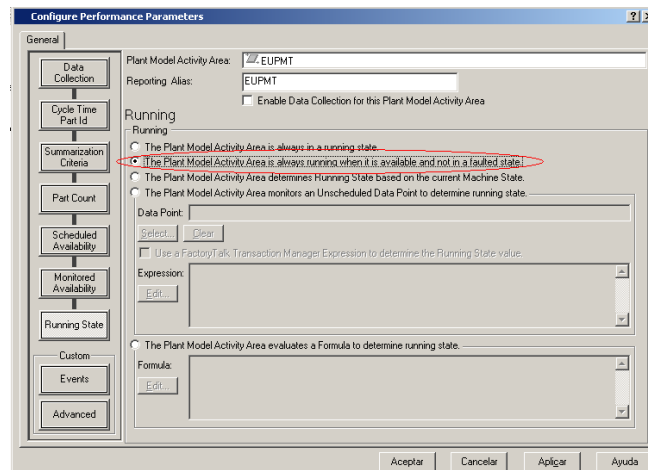 Configure Performance Parameters
General
Data Collection
Cycle Time Part Id
Summarization Criteria
Part Count
Scheduled Availability
Monitored Availability
Running State
Custom
Events
Advanced
Plant Model Activity Area: EUPMT
Reporting Alias: EUPMT
Enable Data Collection for this Plant Model Activity Area
Running
Running
The Plant Model Activity Area is always in a running state.
The Plant Model Activity Area is always running when it is available and not in a faulted state.
The Plant Model Activity Area determines Running State based on the current Machine State.
The Plant Model Activity Area monitors an Unscheduled Data Point to determine running state.
Data Point:
Select... Clear
Use a FactoryTalk Transaction Manager Expression to determine the Running State value.
Expression:
Edit...
The Plant Model Activity Area evaluates a Formula to determine running state.
Formula:
Edit...
Aceptar Cancelar Aplicar Ayuda